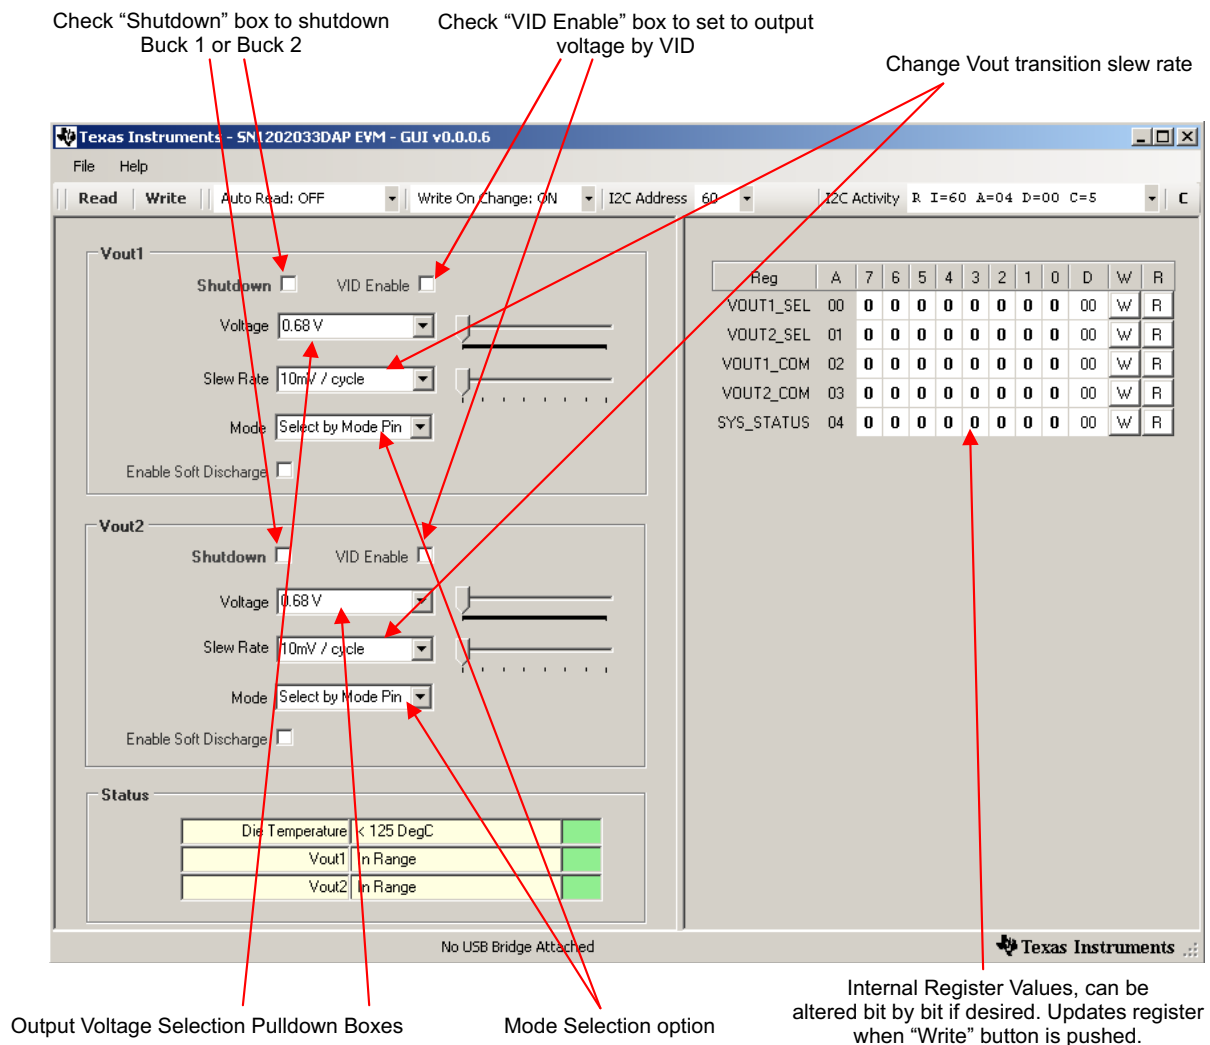 Check “Shutdown” box to shutdown
Buck 1 or Buck 2
Check “VID Enable” box to set to output
voltage by VID
Change Vout transition slew rate
Texas Instruments - SN1202033DAP EVM - GUI v0.0.0.6
File Help
Read Write Auto Read: OFF Write On Change: ON I2C Address 60 I2C Activity R I=60 A=04 D=00 C=5 C
Vout1
Shutdown VID Enable
Voltage 0.68 V
Slew Rate 10mV / cycle
Mode Select by Mode Pin
Enable Soft Discharge
Vout2
Shutdown VID Enable
Voltage 0.68 V
Slew Rate 10mV / cycle
Mode Select by Mode Pin
Enable Soft Discharge
Status
Die Temperature < 125 DegC
Vout1 In Range
Vout2 In Range
Reg A 7 6 5 4 3 2 1 0 D W R
VOUT1_SEL 00 0 0 0 0 0 0 0 0 00 W R
VOUT2_SEL 01 0 0 0 0 0 0 0 0 00 W R
VOUT1_COM 02 0 0 0 0 0 0 0 0 00 W R
VOUT2_COM 03 0 0 0 0 0 0 0 0 00 W R
SYS_STATUS 04 0 0 0 0 0 0 0 0 00 W R
No USB Bridge Attached
Texas Instruments
Output Voltage Selection Pulldown Boxes
Mode Selection option
Internal Register Values, can be
altered bit by bit if desired. Updates register
when “Write” button is pushed.